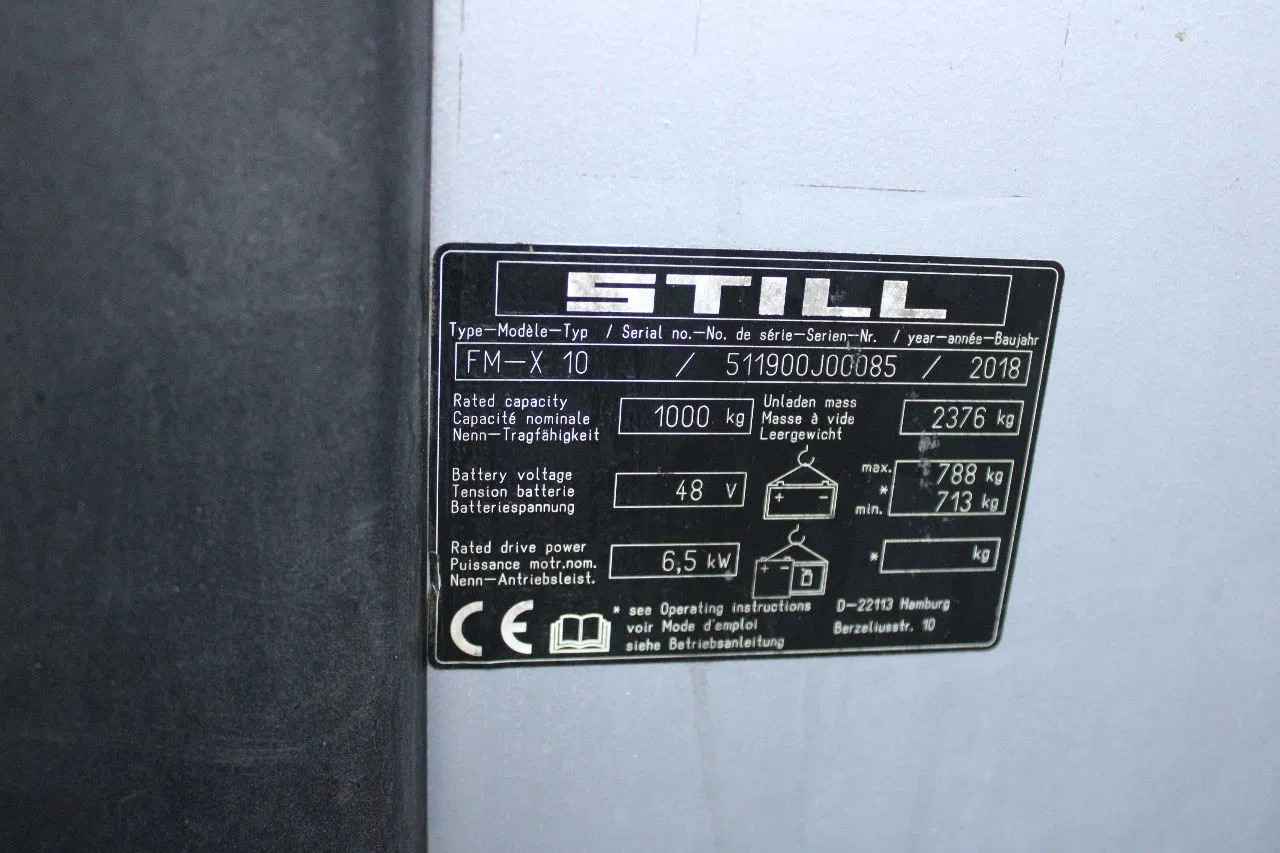 STILL
Type–Modèle–Typ / Serial no.–No. de série–Serien–Nr. / year–année–Baujahr
FM–X 10 / 511900J00085 / 2018
Rated capacity
Capacité nominale
Nenn–Tragfähigkeit
1000 kg
Unladen mass
Masse à vide
Leergewicht
2376 kg
Battery voltage
Tension batterie
Batteriespannung
48 V
+ –
max. 788 kg
*
min. 713 kg
Rated drive power
Puissance motr.nom.
Nenn–Antriebsleist.
6,5 kW
+ –
* kg
CE
* see Operating instructions
voir Mode d'emploi
siehe Betriebsanleitung
D–22113 Hamburg
Berzeliusstr. 10